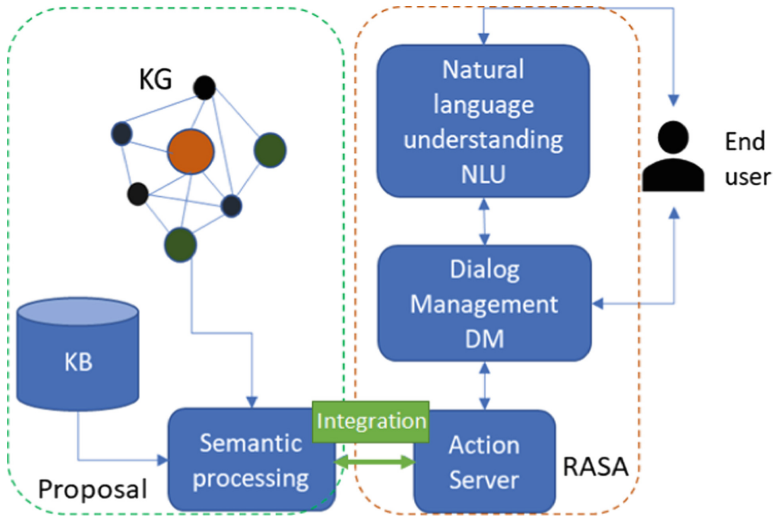 KG
KB
Semantic
processing
Proposal
Integration
Natural
language
understanding
NLU
Dialog
Management
DM
Action
Server
RASA
End
user